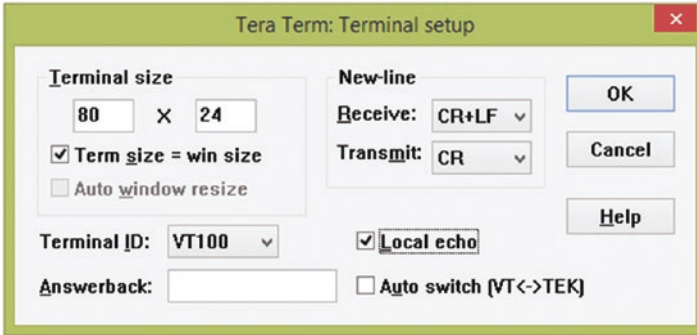 Tera Term: Terminal setup
Terminal size
80 X 24
Term size = win size
Auto window resize
New-line
Receive: CR+LF
Transmit: CR
OK
Cancel
Help
Terminal ID: VT100
Local echo
Answerback:
Auto switch (VT<->TEK)